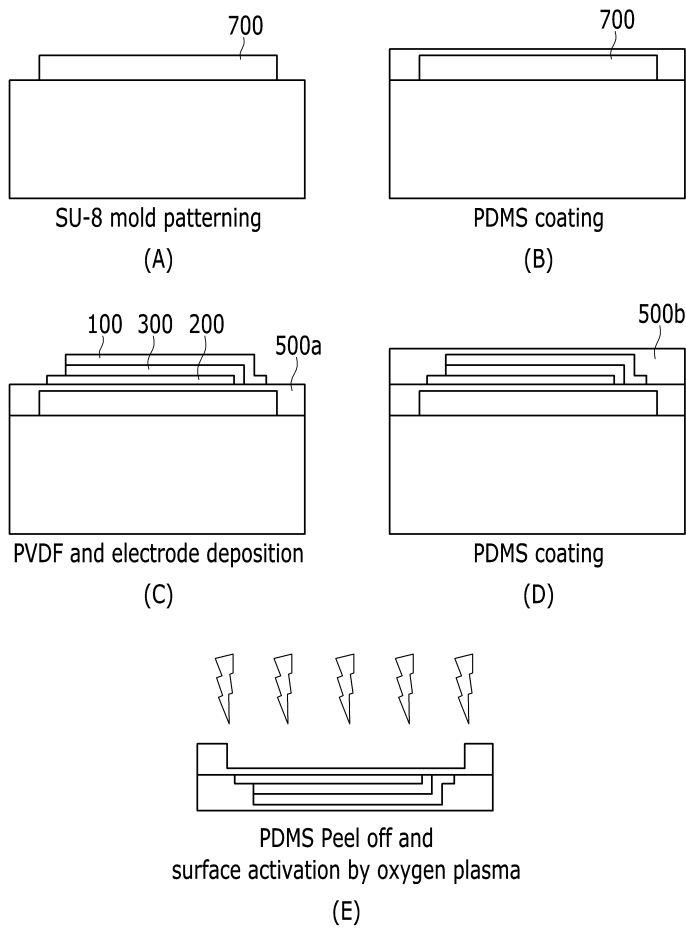 700
SU-8 mold patterning
(A)
700
PDMS coating
(B)
100 300 200
500a
PVDF and electrode deposition
(C)
500b
PDMS coating
(D)
PDMS Peel off and
surface activation by oxygen plasma
(E)